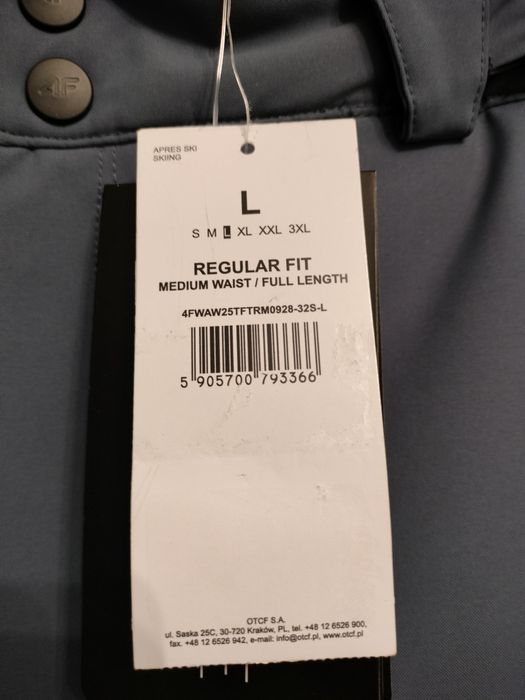 4F
APRES SKI
SKIING
L
S M L XL XXL 3XL
REGULAR FIT
MEDIUM WAIST / FULL LENGTH
4FWAW25TFTRM0928-32S-L
5 905700 793366
OTCF S.A.
ul. Saska 25C, 30-720 Kraków, PL, tel. +48 12 6526 900,
fax. +48 12 6526 942, e-mail: info@otcf.pl, www.otcf.pl